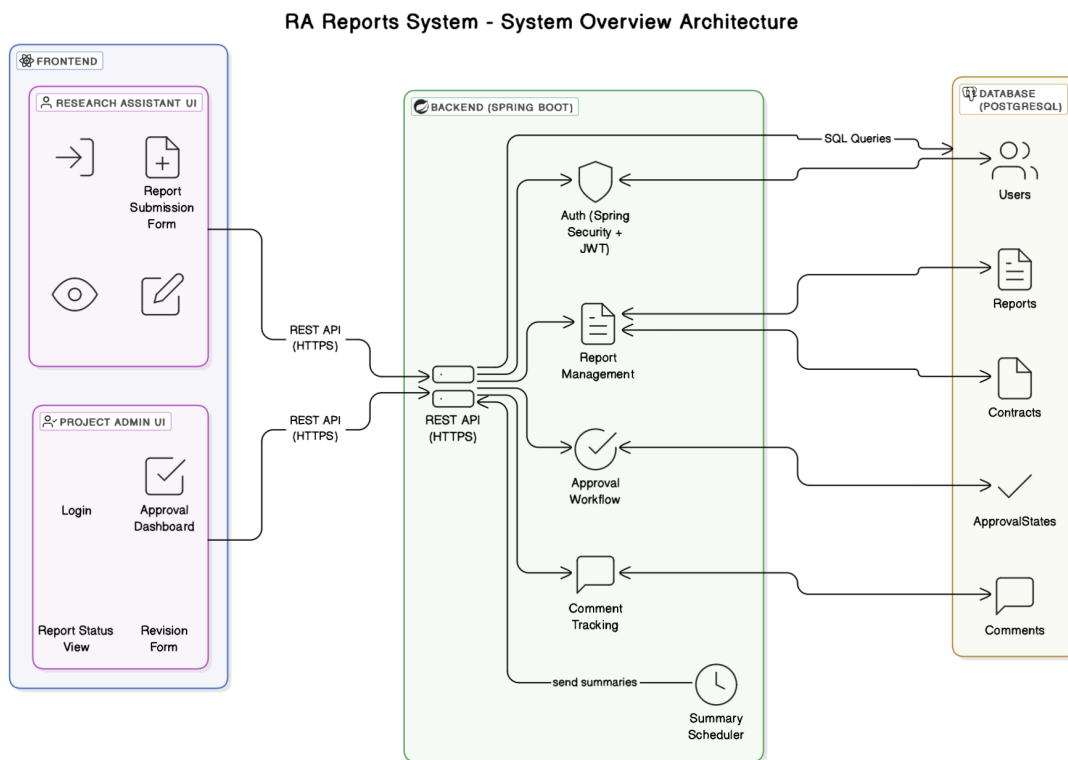 RA Reports System - System Overview Architecture
FRONTEND
RESEARCH ASSISTANT UI
Report
Submission
Form
PROJECT ADMIN UI
Login
Approval
Dashboard
Report Status
View
Revision
Form
REST API
(HTTPS)
REST API
(HTTPS)
BACKEND (SPRING BOOT)
REST API
(HTTPS)
Auth (Spring
Security +
JWT)
Report
Management
Approval
Workflow
Comment
Tracking
send summaries
Summary
Scheduler
SQL Queries
DATABASE
(POSTGRESQL)
Users
Reports
Contracts
ApprovalStates
Comments